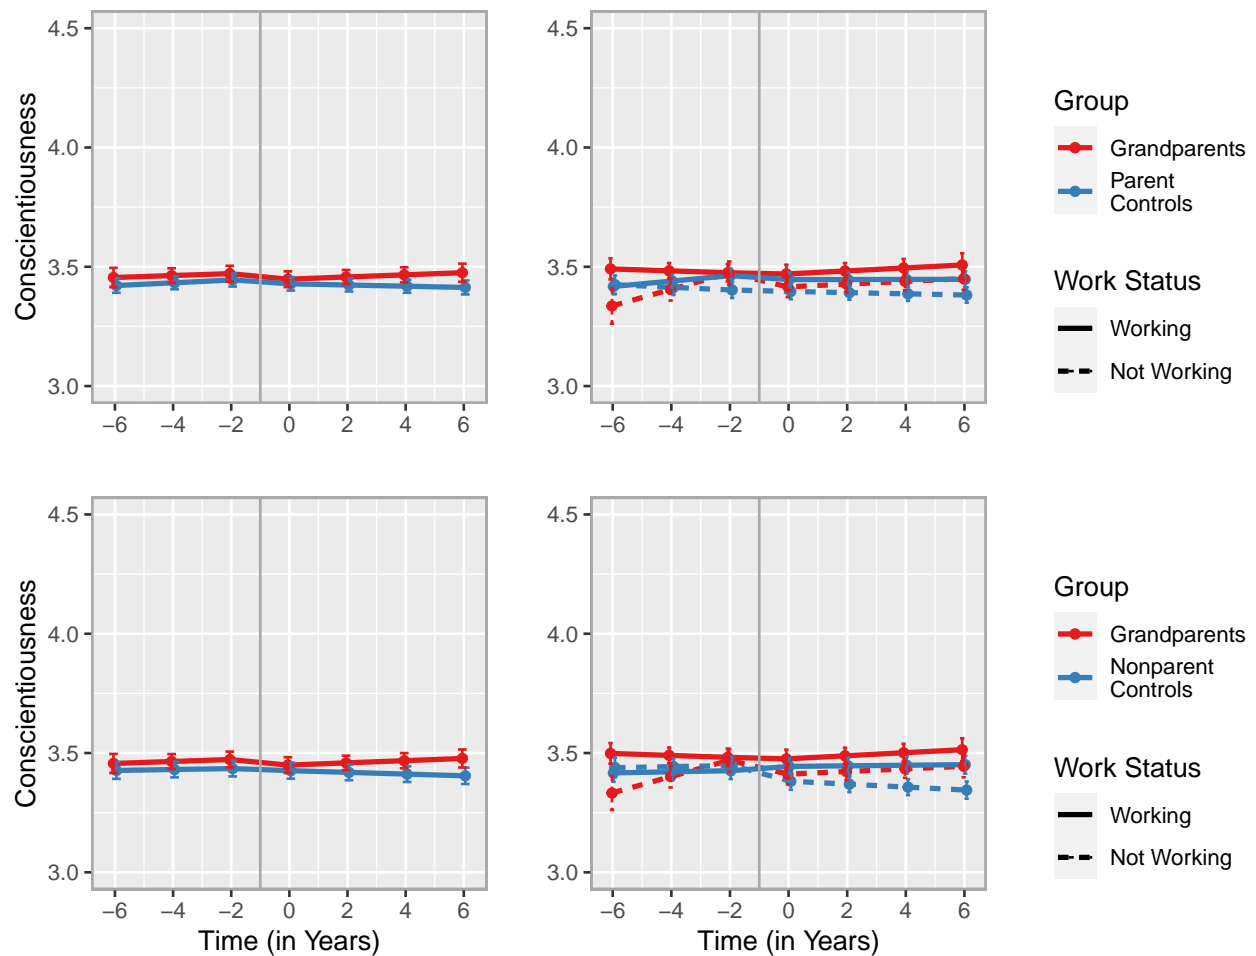 4.5
4.0
3.5
3.0
Conscientiousness
−6 −4 −2 0 2 4 6
4.5
4.0
3.5
3.0
−6 −4 −2 0 2 4 6
Group
Grandparents
Parent
Controls
Work Status
Working
Not Working
4.5
4.0
3.5
3.0
Conscientiousness
−6 −4 −2 0 2 4 6
Time (in Years)
4.5
4.0
3.5
3.0
−6 −4 −2 0 2 4 6
Time (in Years)
Group
Grandparents
Nonparent
Controls
Work Status
Working
Not Working